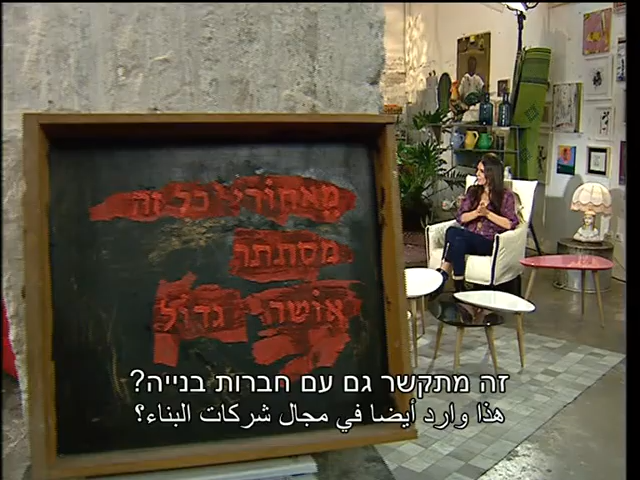 מאחורי כל זה
מסתתר
אושר גדול
זה מתקשר גם עם חברות בנייה?
هذا وارد أيضا في مجال شركات البناء؟